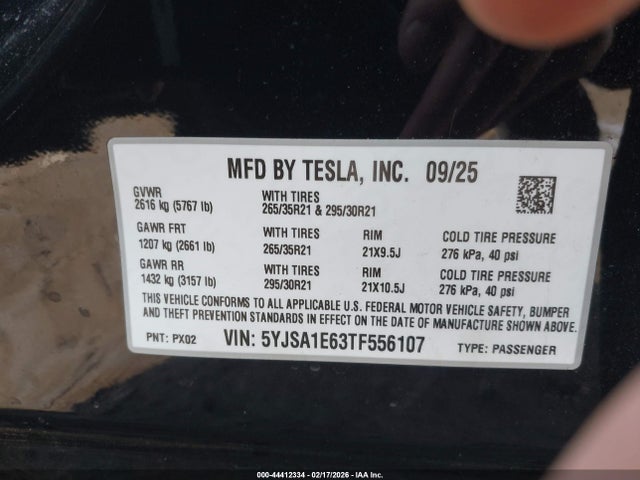 MFD BY TESLA, INC. 09/25
GVWR
2616 kg (5767 lb)
WITH TIRES
265/35R21 & 295/30R21
GAWR FRT
1207 kg (2661 lb)
WITH TIRES
265/35R21
RIM
21X9.5J
COLD TIRE PRESSURE
276 kPa, 40 psi
GAWR RR
1432 kg (3157 lb)
WITH TIRES
295/30R21
RIM
21X10.5J
COLD TIRE PRESSURE
276 kPa, 40 psi
THIS VEHICLE CONFORMS TO ALL APPLICABLE U.S. FEDERAL MOTOR VEHICLE SAFETY, BUMPER
AND THEFT PREVENTION STANDARDS IN EFFECT ON THE DATE OF MANUFACTURE SHOWN ABOVE.
PNT: PX02 VIN: 5YJSA1E63TF556107 TYPE: PASSENGER
000-44412334 - 02/17/2026 - IAA Inc.